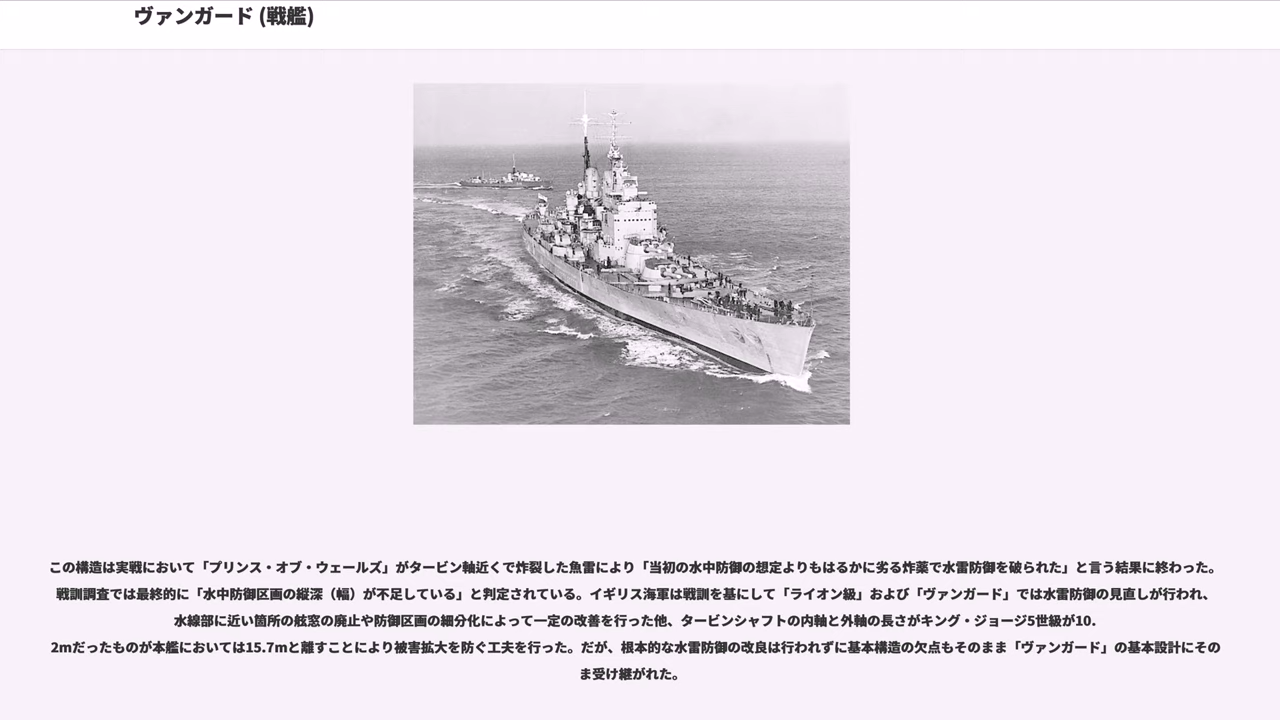 ヴァンガード (戦艦)
この構造は実戦において「プリンス・オブ・ウェールズ」がタービン軸近くで炸裂した魚雷により「当初の水中防御の想定よりもはるかに劣る炸薬で水雷防御を破られた」と言う結果に終わった。
戦訓調査では最終的に「水中防御区画の縦深（幅）が不足している」と判定されている。イギリス海軍は戦訓を基にして「ライオン級」および「ヴァンガード」では水雷防御の見直しが行われ、
水線部に近い箇所の舷窓の廃止や防御区画の細分化によって一定の改善を行った他、タービンシャフトの内軸と外軸の長さがキング・ジョージ5世級が10.
2mだったものが本艦においては15.7mと離すことにより被害拡大を防ぐ工夫を行った。だが、根本的な水雷防御の改良は行われずに基本構造の欠点もそのまま「ヴァンガード」の基本設計にその
ま受け継がれた。